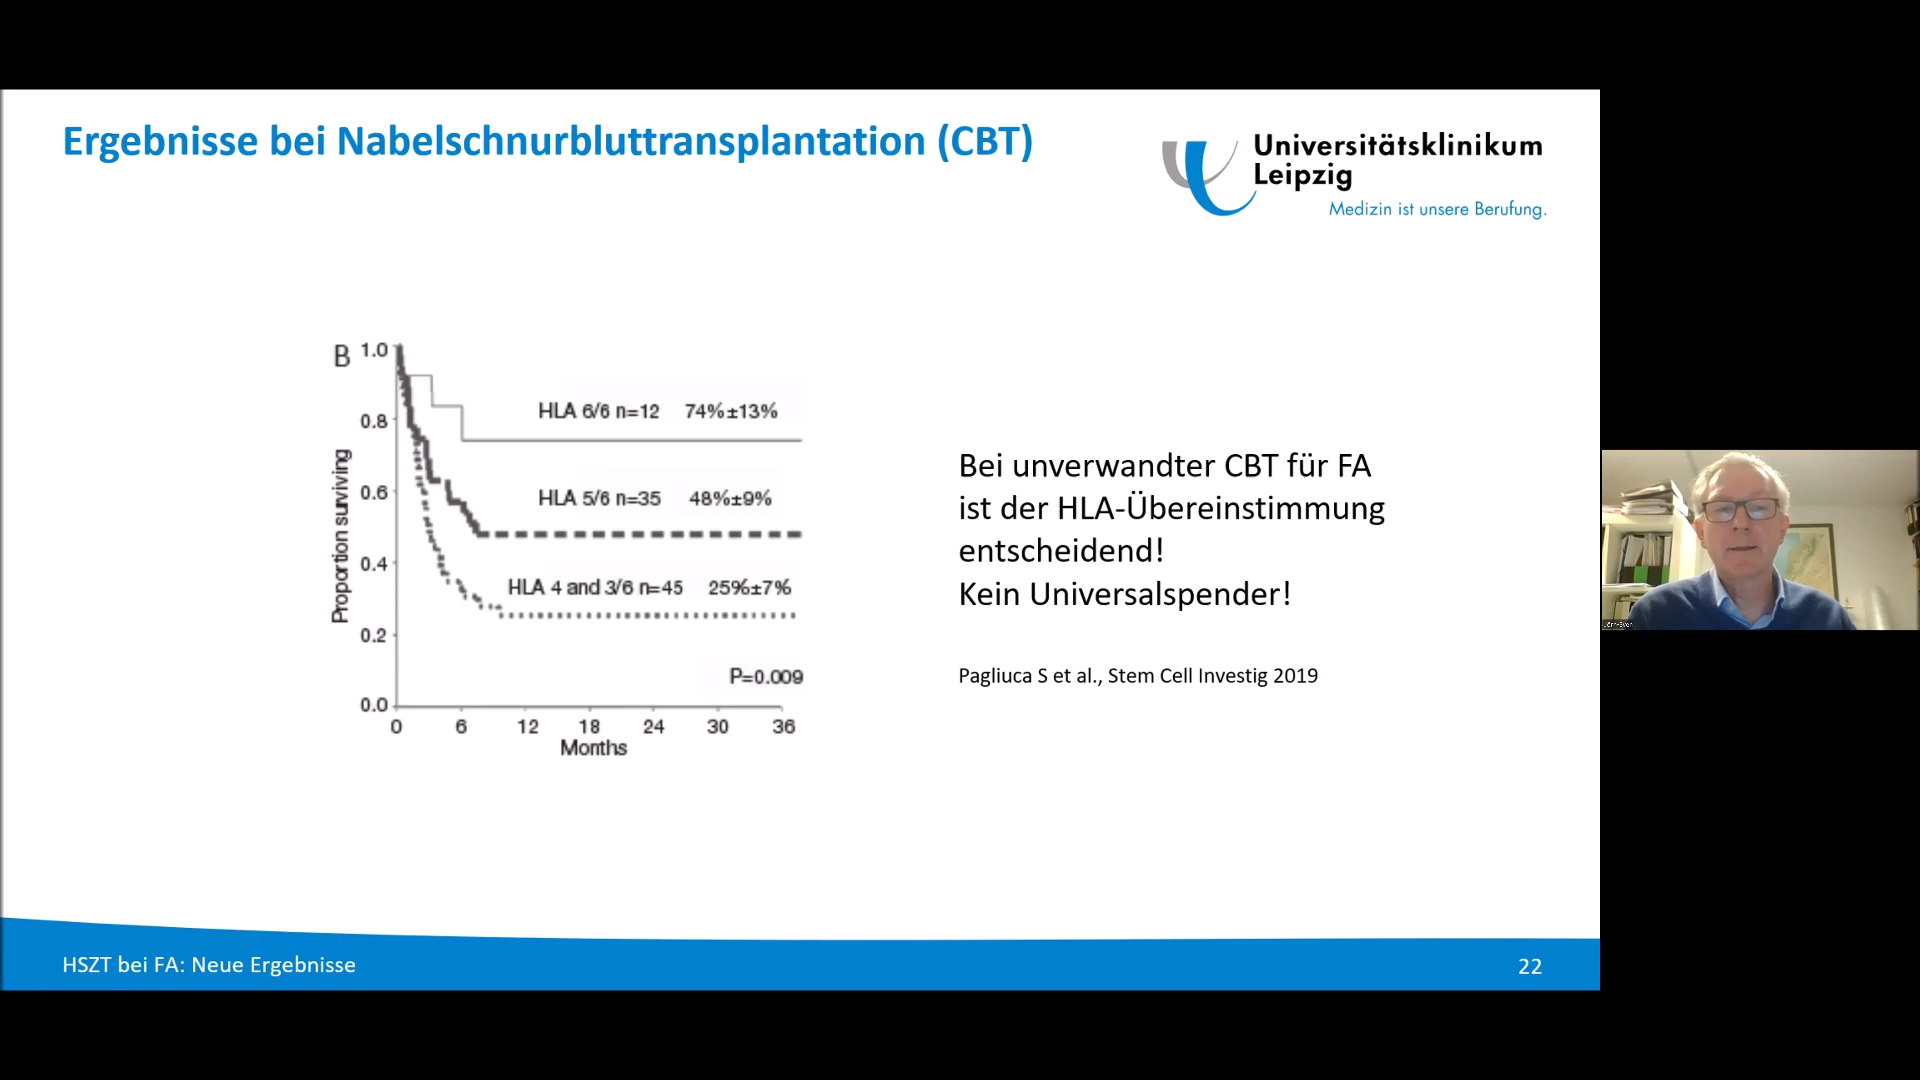 Ergebnisse bei Nabelschnurbluttransplantation (CBT)
Universitätsklinikum
Leipzig
Medizin ist unsere Berufung.
B
1.0
0.8
0.6
0.4
0.2
0.0
Proportion surviving
HLA 6/6 n=12 74%±13%
HLA 5/6 n=35 48%±9%
HLA 4 and 3/6 n=45 25%±7%
P=0.009
0 6 12 18 24 30 36
Months
Bei unverwandter CBT für FA
ist der HLA-Übereinstimmung
entscheidend!
Kein Universalspender!
Pagliuca S et al., Stem Cell Investig 2019
Jörn-Sven
HSZT bei FA: Neue Ergebnisse
22